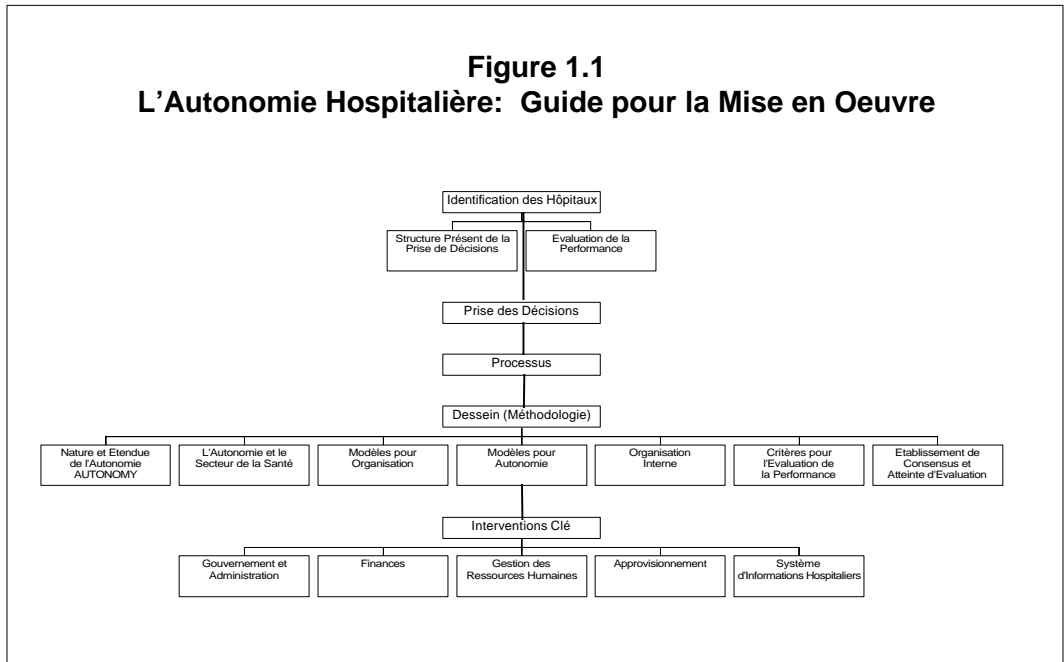 Figure 1.1
L'Autonomie Hospitalière: Guide pour la Mise en Oeuvre
Identification des Hôpitaux
Structure Présent de la
Prise de Décisions
Evaluation de la
Performance
Prise des Décisions
Processus
Dessein (Méthodologie)
Nature et Etendue
de l'Autonomie
AUTONOMY
L'Autonomie et le
Secteur de la Santé
Modèles pour
Organisation
Modèles pour
Autonomie
Organisation
Interne
Critères pour
l'Evaluation de
la Performance
Etablissement de
Consensus et
Atteinte d'Evaluation
Interventions Clé
Gouvernement et
Administration
Finances
Gestion des
Ressources Humaines
Approvisionnement
Système
d'Informations Hospitaliers